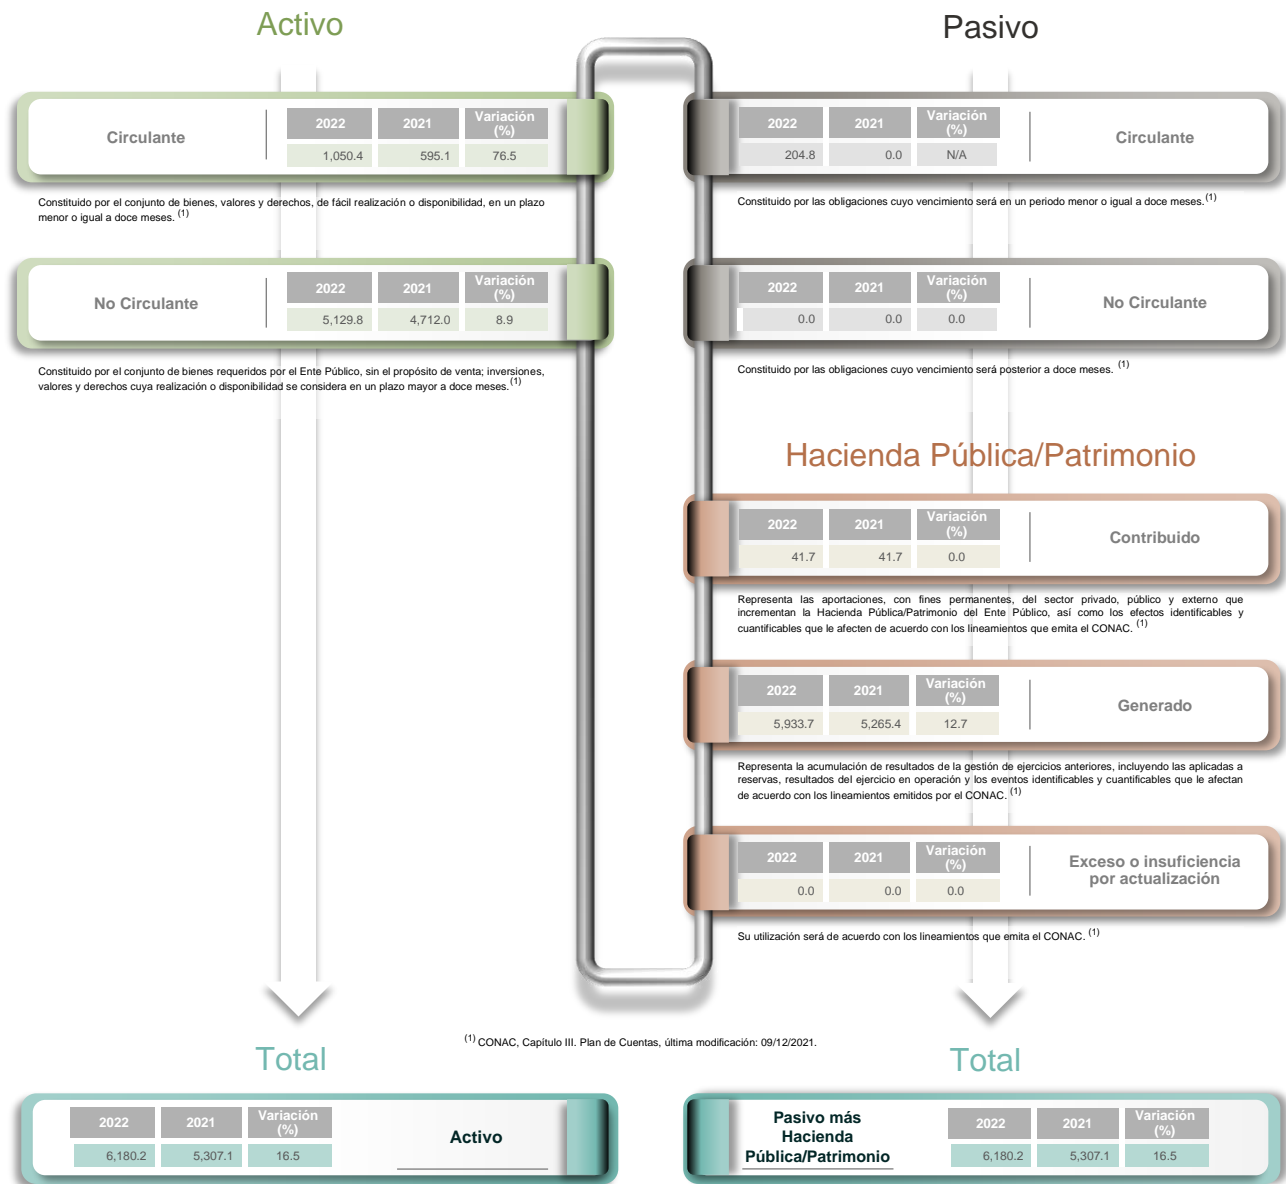 Activo
Circulante
2022 2021 Variación (%)
1,050.4 595.1 76.5
Constituido por el conjunto de bienes, valores y derechos, de fácil realización o disponibilidad, en un plazo
menor o igual a doce meses. (1)
No Circulante
2022 2021 Variación (%)
5,129.8 4,712.0 8.9
Constituido por el conjunto de bienes requeridos por el Ente Público, sin el propósito de venta; inversiones,
valores y derechos cuya realización o disponibilidad se considera en un plazo mayor a doce meses. (1)
Pasivo
2022 2021 Variación (%)
204.8 0.0 N/A
Circulante
Constituido por las obligaciones cuyo vencimiento será en un periodo menor o igual a doce meses. (1)
2022 2021 Variación (%)
0.0 0.0 0.0
No Circulante
Constituido por las obligaciones cuyo vencimiento será posterior a doce meses. (1)
Hacienda Pública/Patrimonio
2022 2021 Variación (%)
41.7 41.7 0.0
Contribuido
Representa las aportaciones, con fines permanentes, del sector privado, público y externo que
incrementan la Hacienda Pública/Patrimonio del Ente Público, así como los efectos identificables y
cuantificables que le afecten de acuerdo con los lineamientos que emita el CONAC. (1)
2022 2021 Variación (%)
5,933.7 5,265.4 12.7
Generado
Representa la acumulación de resultados de la gestión de ejercicios anteriores, incluyendo las aplicadas a
reservas, resultados del ejercicio en operación y los eventos identificables y cuantificables que le afectan
de acuerdo con los lineamientos emitidos por el CONAC. (1)
2022 2021 Variación (%)
0.0 0.0 0.0
Exceso o insuficiencia
por actualización
Su utilización será de acuerdo con los lineamientos que emita el CONAC. (1)
(1) CONAC, Capítulo III. Plan de Cuentas, última modificación: 09/12/2021.
Total
2022 2021 Variación (%)
6,180.2 5,307.1 16.5
Activo
Total
Pasivo más
Hacienda
Pública/Patrimonio
2022 2021 Variación (%)
6,180.2 5,307.1 16.5